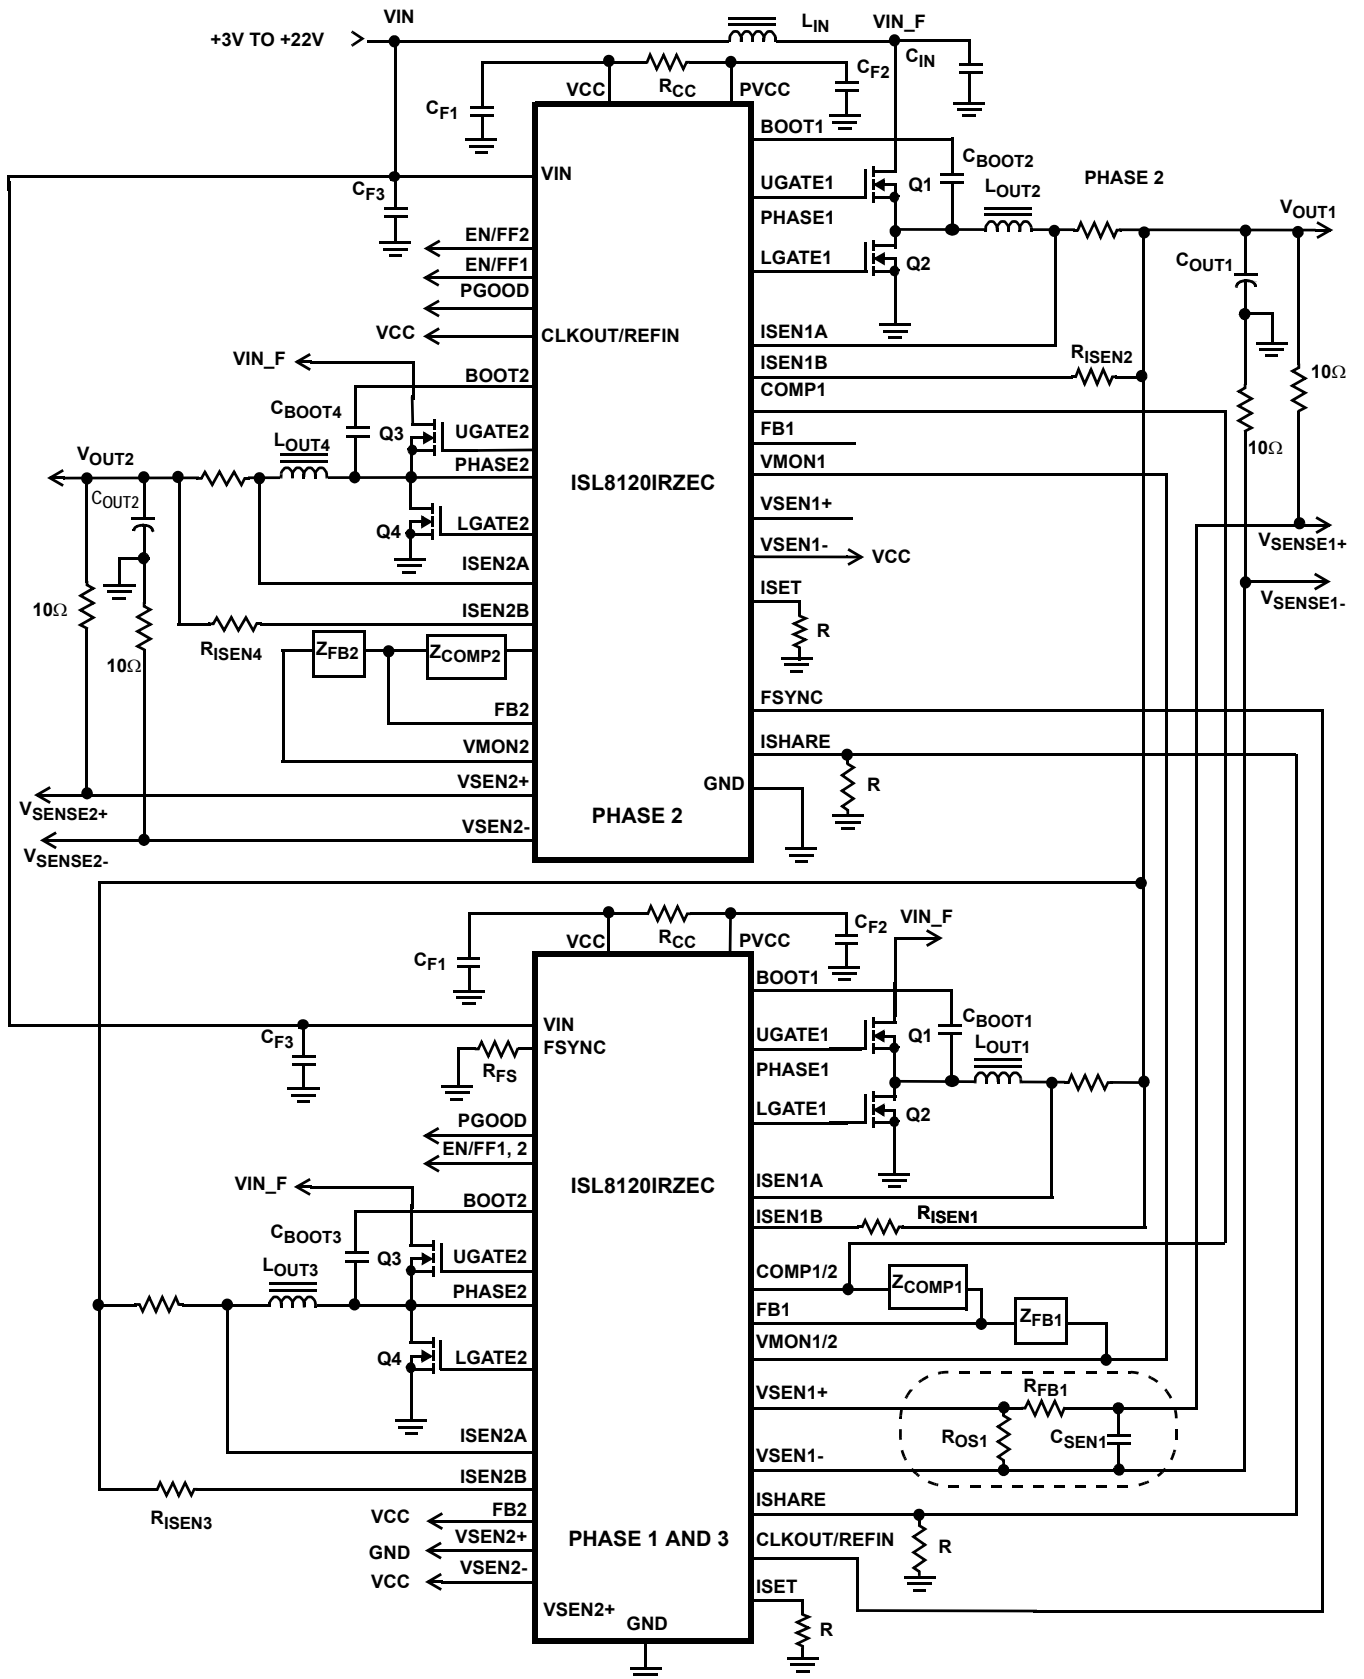 VIN
+3V TO +22V
LIN
VIN_F
CIN
CF1
VCC
RCC
PVCC
CF2
BOOT1
CBOOT2
VIN
CF3
UGATE1
Q1
LOUT2
PHASE 2
VOUT1
PHASE1
EN/FF2
EN/FF1
LGATE1
Q2
COUT1
PGOOD
VCC
CLKOUT/REFIN
ISEN1A
VIN_F
ISEN1B
RISEN2
10Ω
BOOT2
COMP1
CBOOT4
Q3
UGATE2
FB1
10Ω
VOUT2
LOUT4
PHASE2
VMON1
COUT2
ISL8120IRZEC
Q4
LGATE2
VSEN1+
VSENSE1+
VSEN1-
VCC
ISEN2A
ISET
VSENSE1-
10Ω
ISEN2B
R
RISEN4
10Ω
ZFB2
ZCOMP2
FB2
FSYNC
VMON2
ISHARE
VSEN2+
GND
R
VSENSE2+
PHASE 2
VSEN2-
VSENSE2-
CF1
VCC
RCC
PVCC
CF2
VIN_F
BOOT1
CBOOT1
VIN
CF3
UGATE1
Q1
LOUT1
FSYNC
RFS
PHASE1
LGATE1
Q2
PGOOD
EN/FF1, 2
VIN_F
ISL8120IRZEC
ISEN1A
BOOT2
ISEN1B
RISEN1
CBOOT3
Q3
UGATE2
LOUT3
COMP1/2
ZCOMP1
PHASE2
FB1
ZFB1
VMON1/2
Q4
LGATE2
VSEN1+
RFB1
ROS1
CSEN1
ISEN2A
VSEN1-
ISEN2B
ISHARE
RISEN3
VCC
FB2
GND
VSEN2+
PHASE 1 AND 3
CLKOUT/REFIN
R
VCC
VSEN2-
ISET
VSEN2+
GND
R